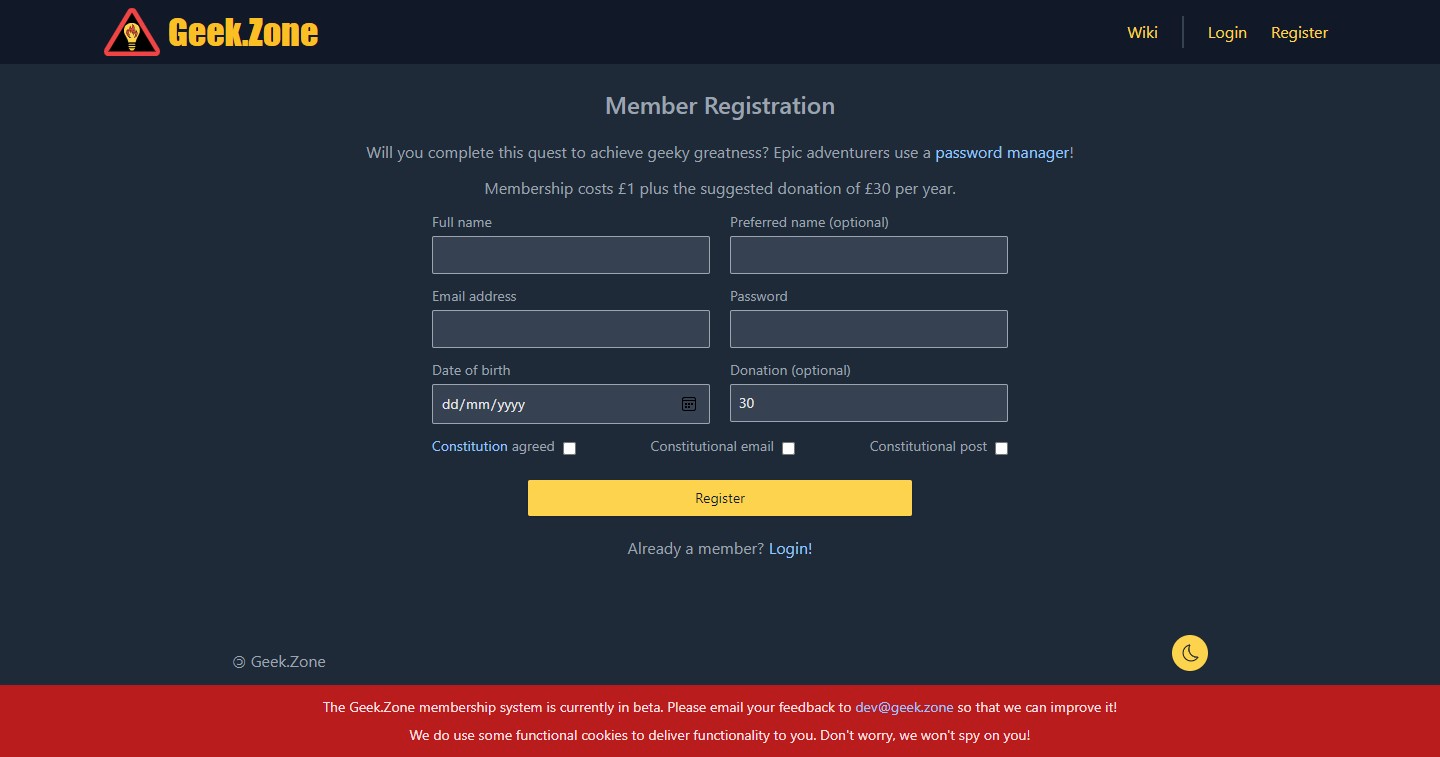 Geek.Zone
Wiki
Login
Register
Member Registration
Will you complete this quest to achieve geeky greatness? Epic adventurers use a password manager!
Membership costs £1 plus the suggested donation of £30 per year.
Full name
Preferred name (optional)
Email address
Password
Date of birth
Donation (optional)
dd/mm/yyyy
30
Constitution agreed
Constitutional email
Constitutional post
Register
Already a member? Login!
🄯 Geek.Zone
The Geek.Zone membership system is currently in beta. Please email your feedback to dev@geek.zone so that we can improve it!
We do use some functional cookies to deliver functionality to you. Don't worry, we won't spy on you!